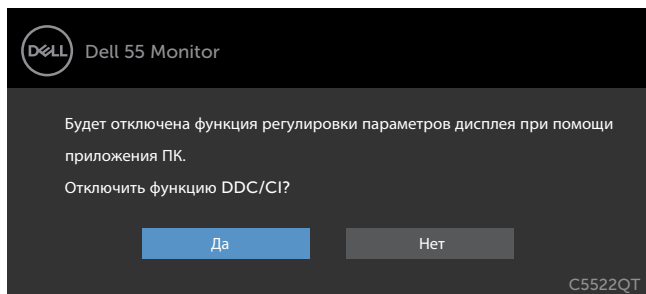 DELL Dell 55 Monitor
Будет отключена функция регулировки параметров дисплея при помощи
приложения ПК.
Отключить функцию DDC/CI?
Да Нет
C5522QT